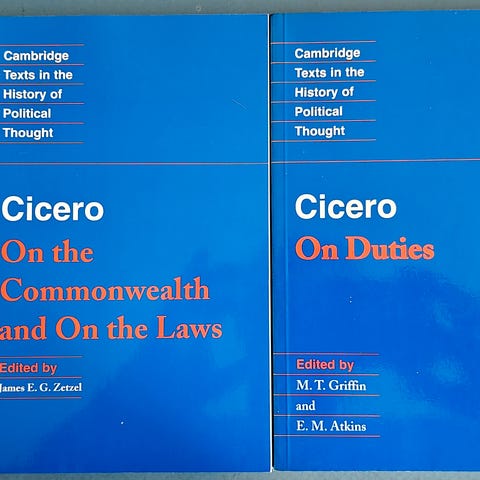 Cambridge
Texts in the
History of
Political
Thought
Cicero
On the
Commonwealth
and On the Laws
Edited by
James E. G. Zetzel
Cambridge
Texts in the
History of
Political
Thought
Cicero
On Duties
Edited by
M. T. Griffin
and
E. M. Atkins